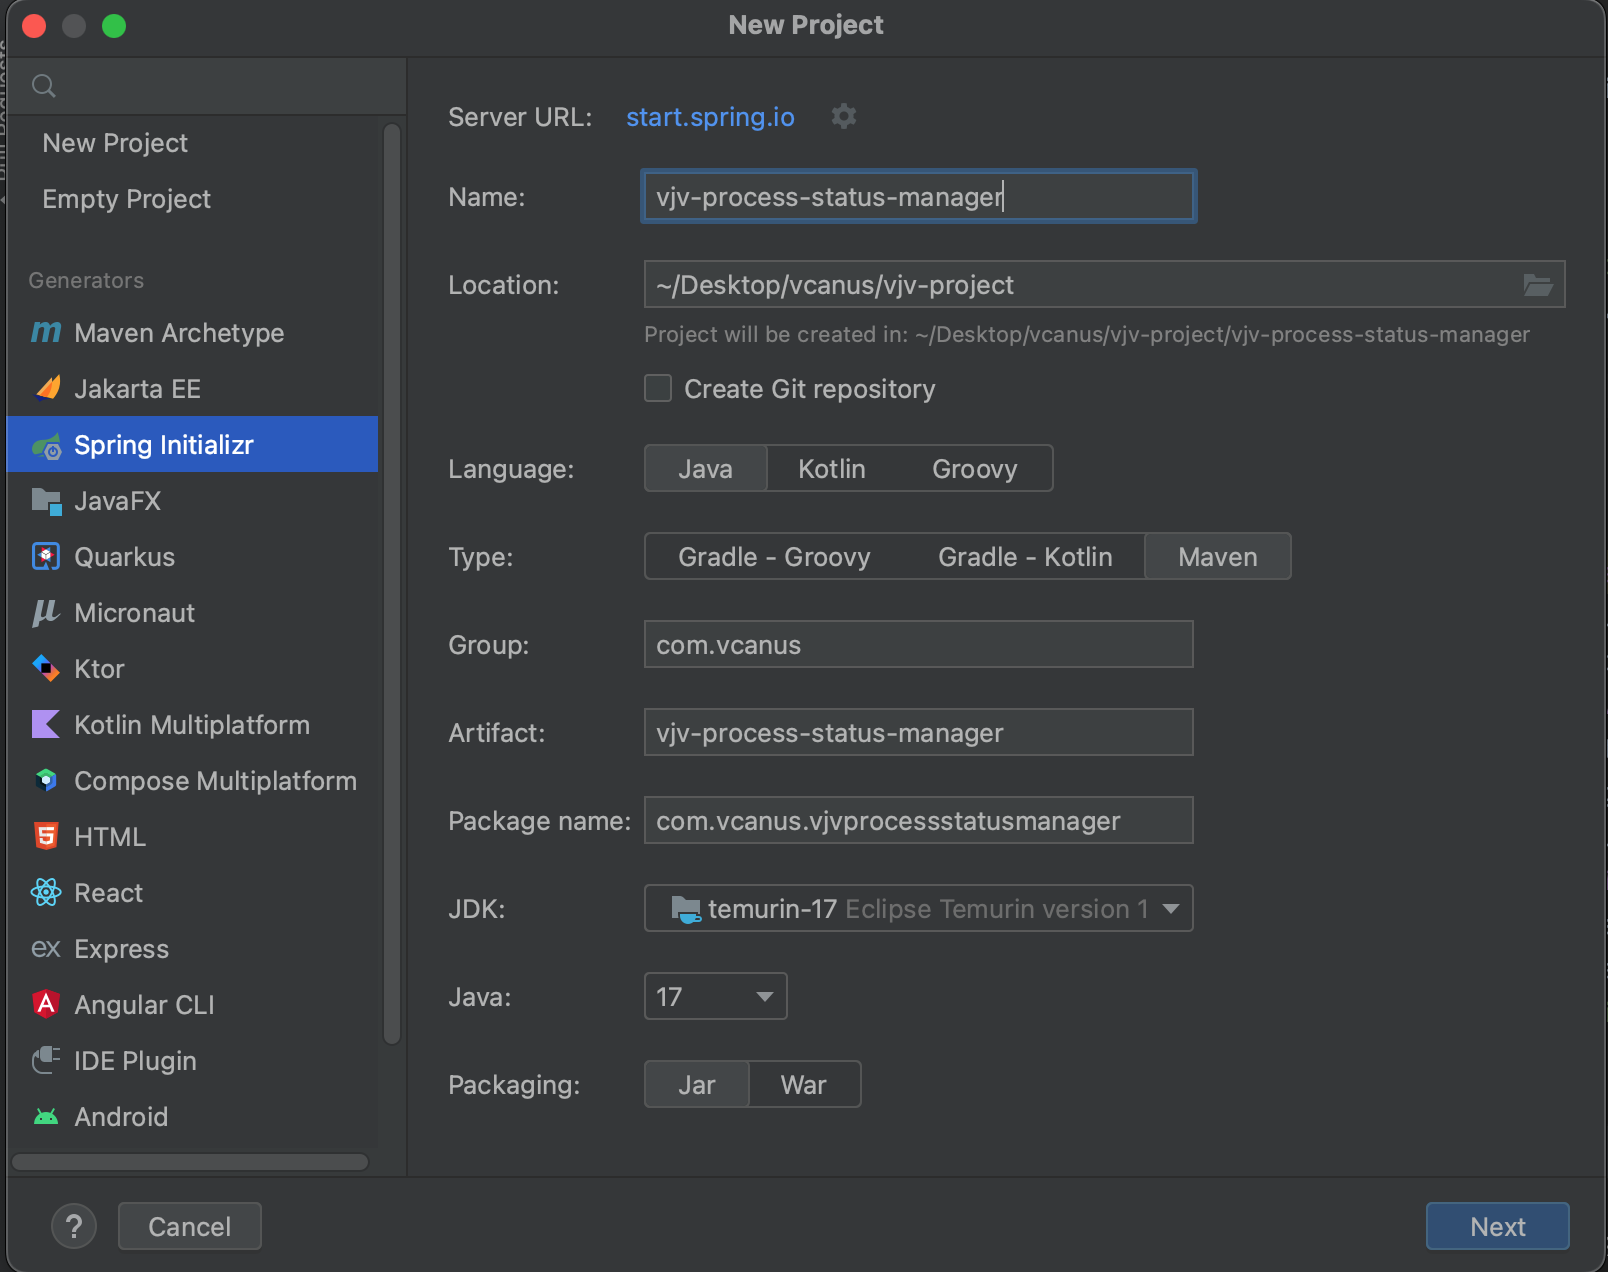 New Project
New Project
Empty Project
Generators
Maven Archetype
Jakarta EE
Spring Initializr
JavaFX
Quarkus
Micronaut
Ktor
Kotlin Multiplatform
Compose Multiplatform
HTML
React
ex Express
Angular CLI
IDE Plugin
Android
Server URL: start.spring.io
Name: vjv-process-status-manager
Location: ~/Desktop/vcanus/vjv-project
Project will be created in: ~/Desktop/vcanus/vjv-project/vjv-process-status-manager
Create Git repository
Language: Java Kotlin Groovy
Type: Gradle - Groovy Gradle - Kotlin Maven
Group: com.vcanus
Artifact: vjv-process-status-manager
Package name: com.vcanus.vjvprocessstatusmanager
JDK: temurin-17 Eclipse Temurin version 1
Java: 17
Packaging: Jar War
? Cancel Next